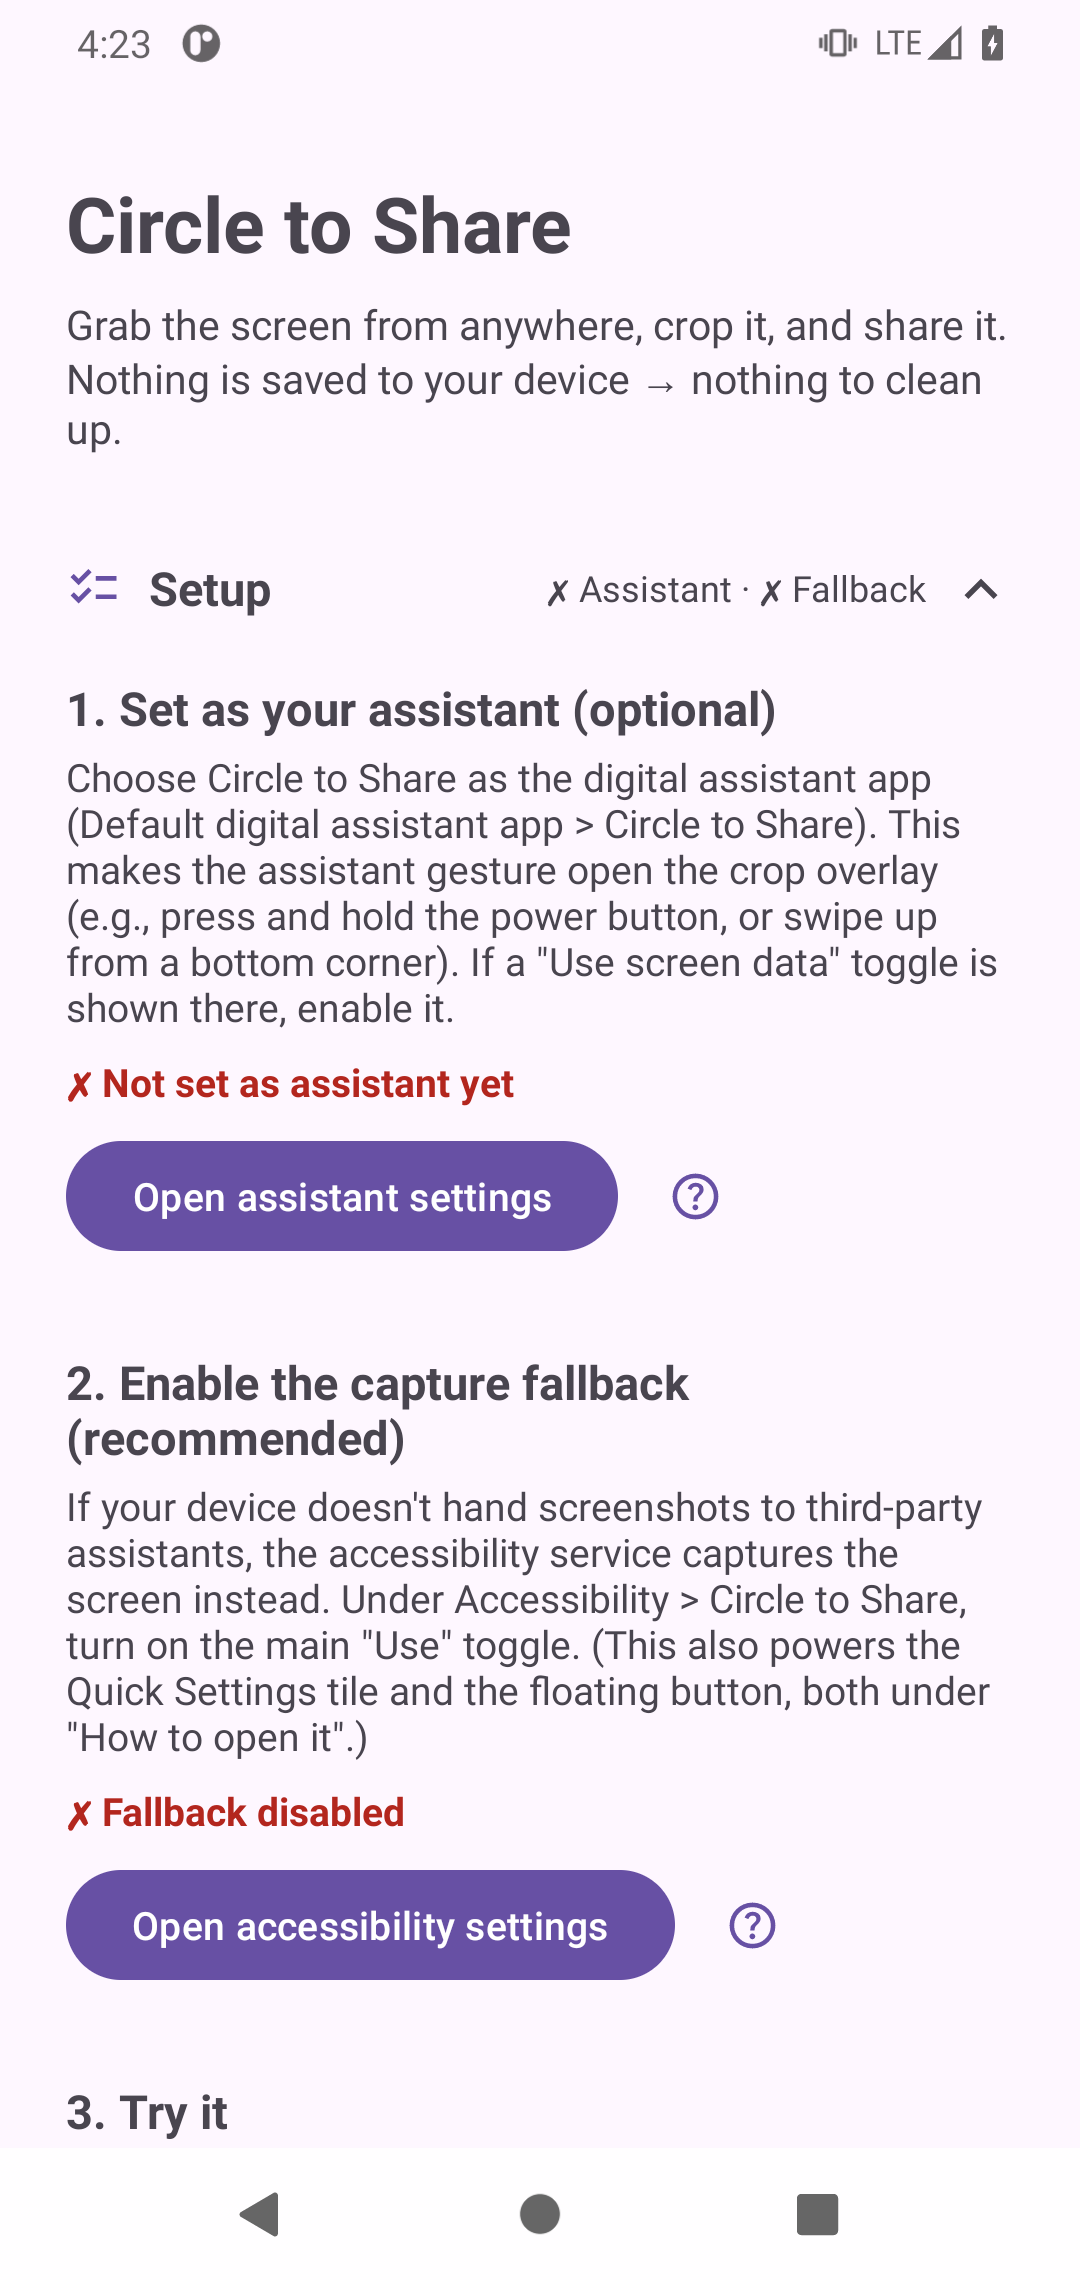 4:23
LTE
Circle to Share
Grab the screen from anywhere, crop it, and share it.
Nothing is saved to your device → nothing to clean
up.
Setup
✗ Assistant · ✗ Fallback
1. Set as your assistant (optional)
Choose Circle to Share as the digital assistant app
(Default digital assistant app > Circle to Share). This
makes the assistant gesture open the crop overlay
(e.g., press and hold the power button, or swipe up
from a bottom corner). If a "Use screen data" toggle is
shown there, enable it.
✗ Not set as assistant yet
Open assistant settings
2. Enable the capture fallback
(recommended)
If your device doesn't hand screenshots to third-party
assistants, the accessibility service captures the
screen instead. Under Accessibility > Circle to Share,
turn on the main "Use" toggle. (This also powers the
Quick Settings tile and the floating button, both under
"How to open it".)
✗ Fallback disabled
Open accessibility settings
3. Try it